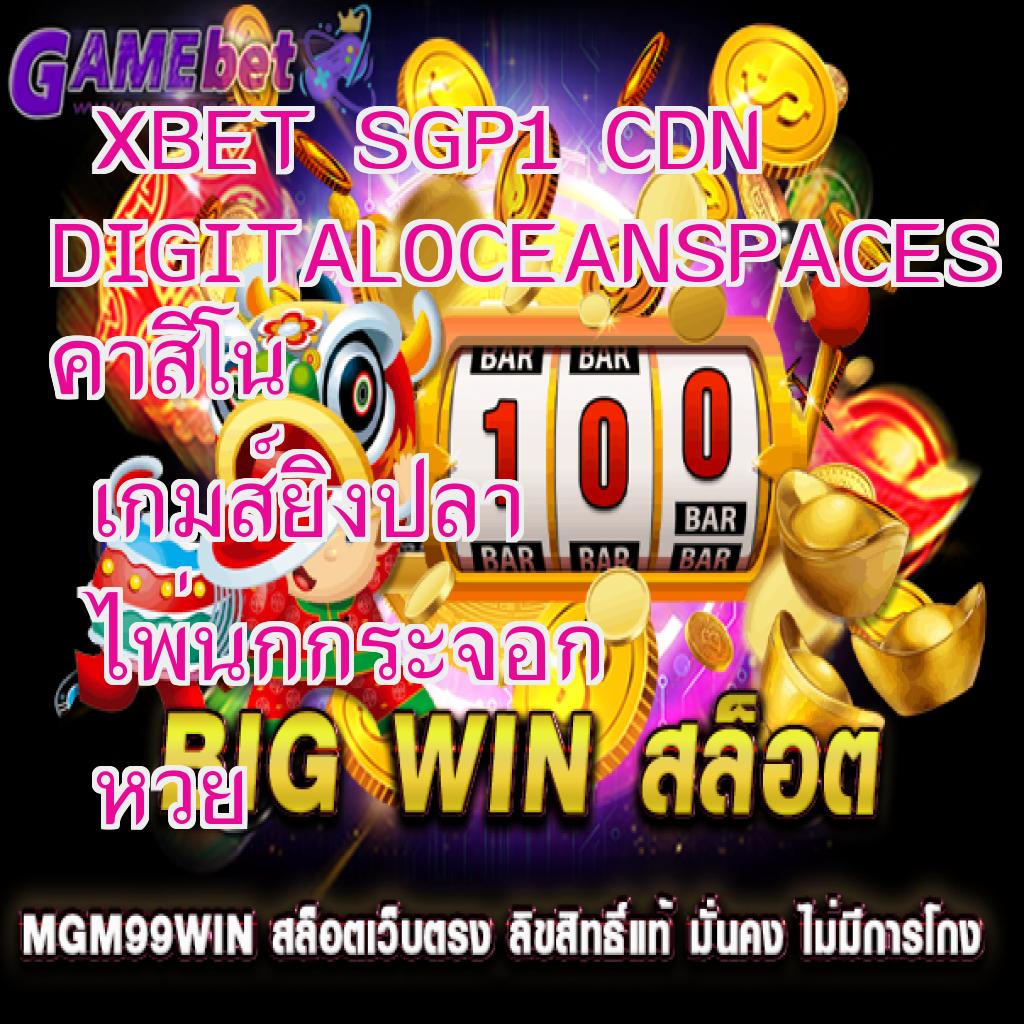 GAMEbet
XBET SGP1 CDN
DIGITALOCEANSPACES
คาสิโน
BAR BAR
100
เกมส์ยิงปลา
BAR
BAR BAR BAR
ไพ่นกกระจอก
BIG WIN สล็อต
หวย
MGM99WIN สล็อตเว็บตรง ลิขสิทธิ์แท้ มั่นคง ไม่มีการโกง